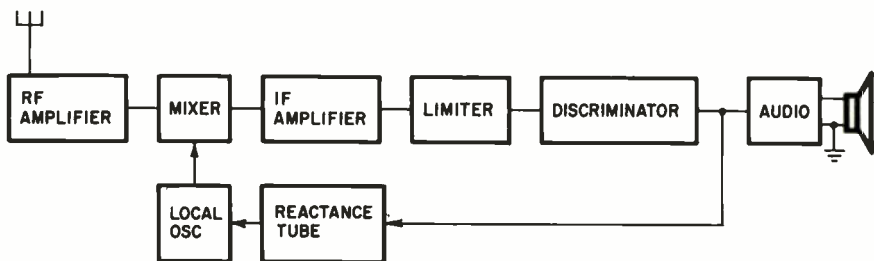 RF
AMPLIFIER
MIXER
IF
AMPLIFIER
LIMITER
DISCRIMINATOR
AUDIO
LOCAL
OSC
REACTANCE
TUBE